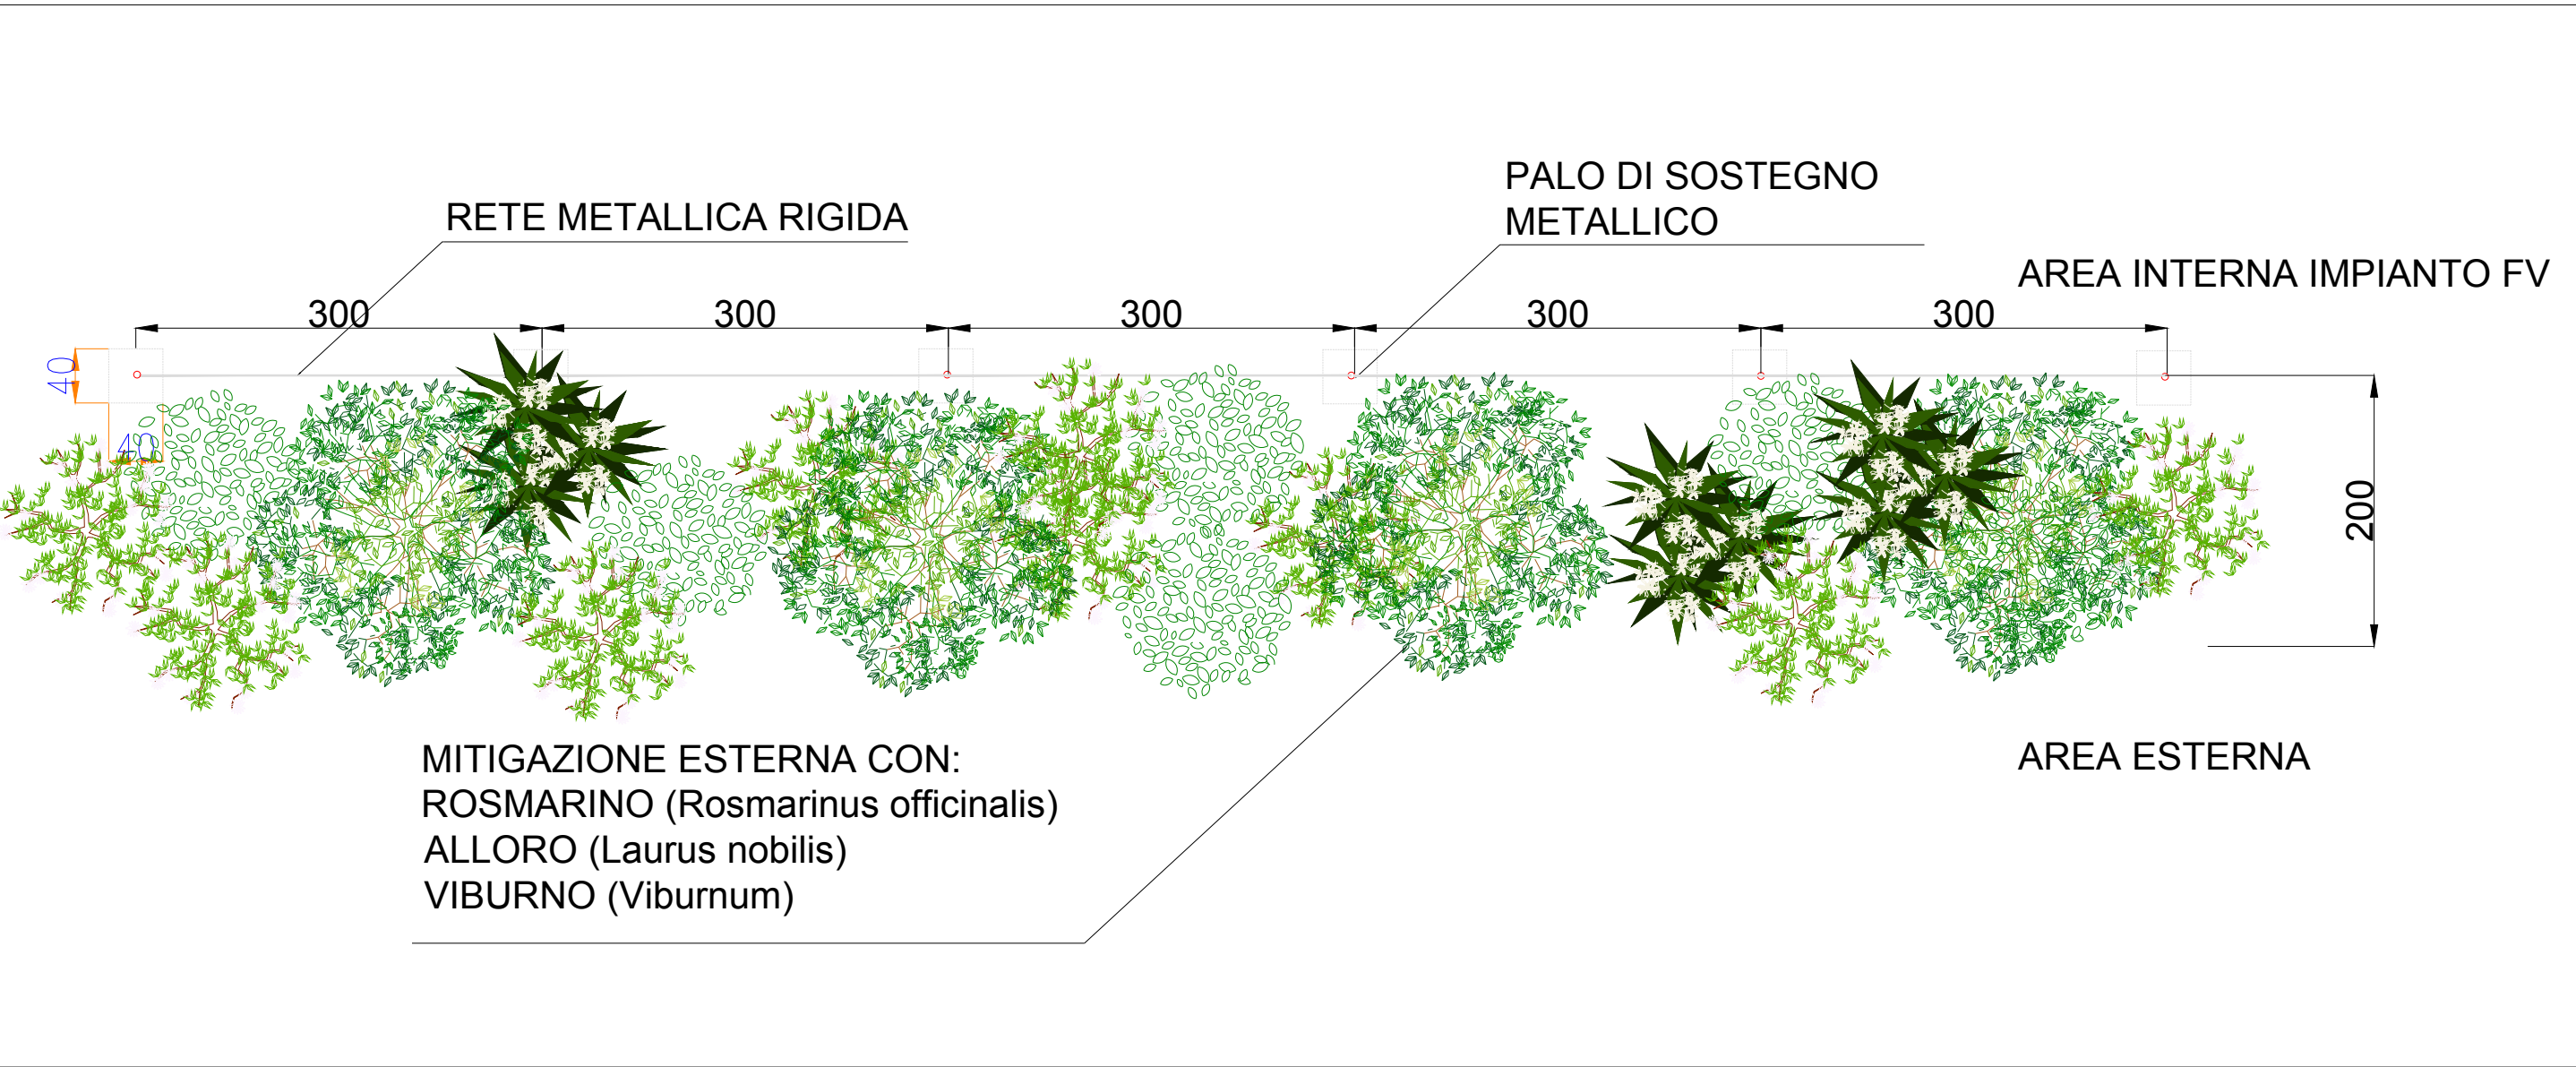 PALO DI SOSTEGNO
METALLICO
RETE METALLICA RIGIDA
AREA INTERNA IMPIANTO FV
300
300
300
300
300
40
40
200
MITIGAZIONE ESTERNA CON:
ROSMARINO (Rosmarinus officinalis)
ALLORO (Laurus nobilis)
VIBURNO (Viburnum)
AREA ESTERNA